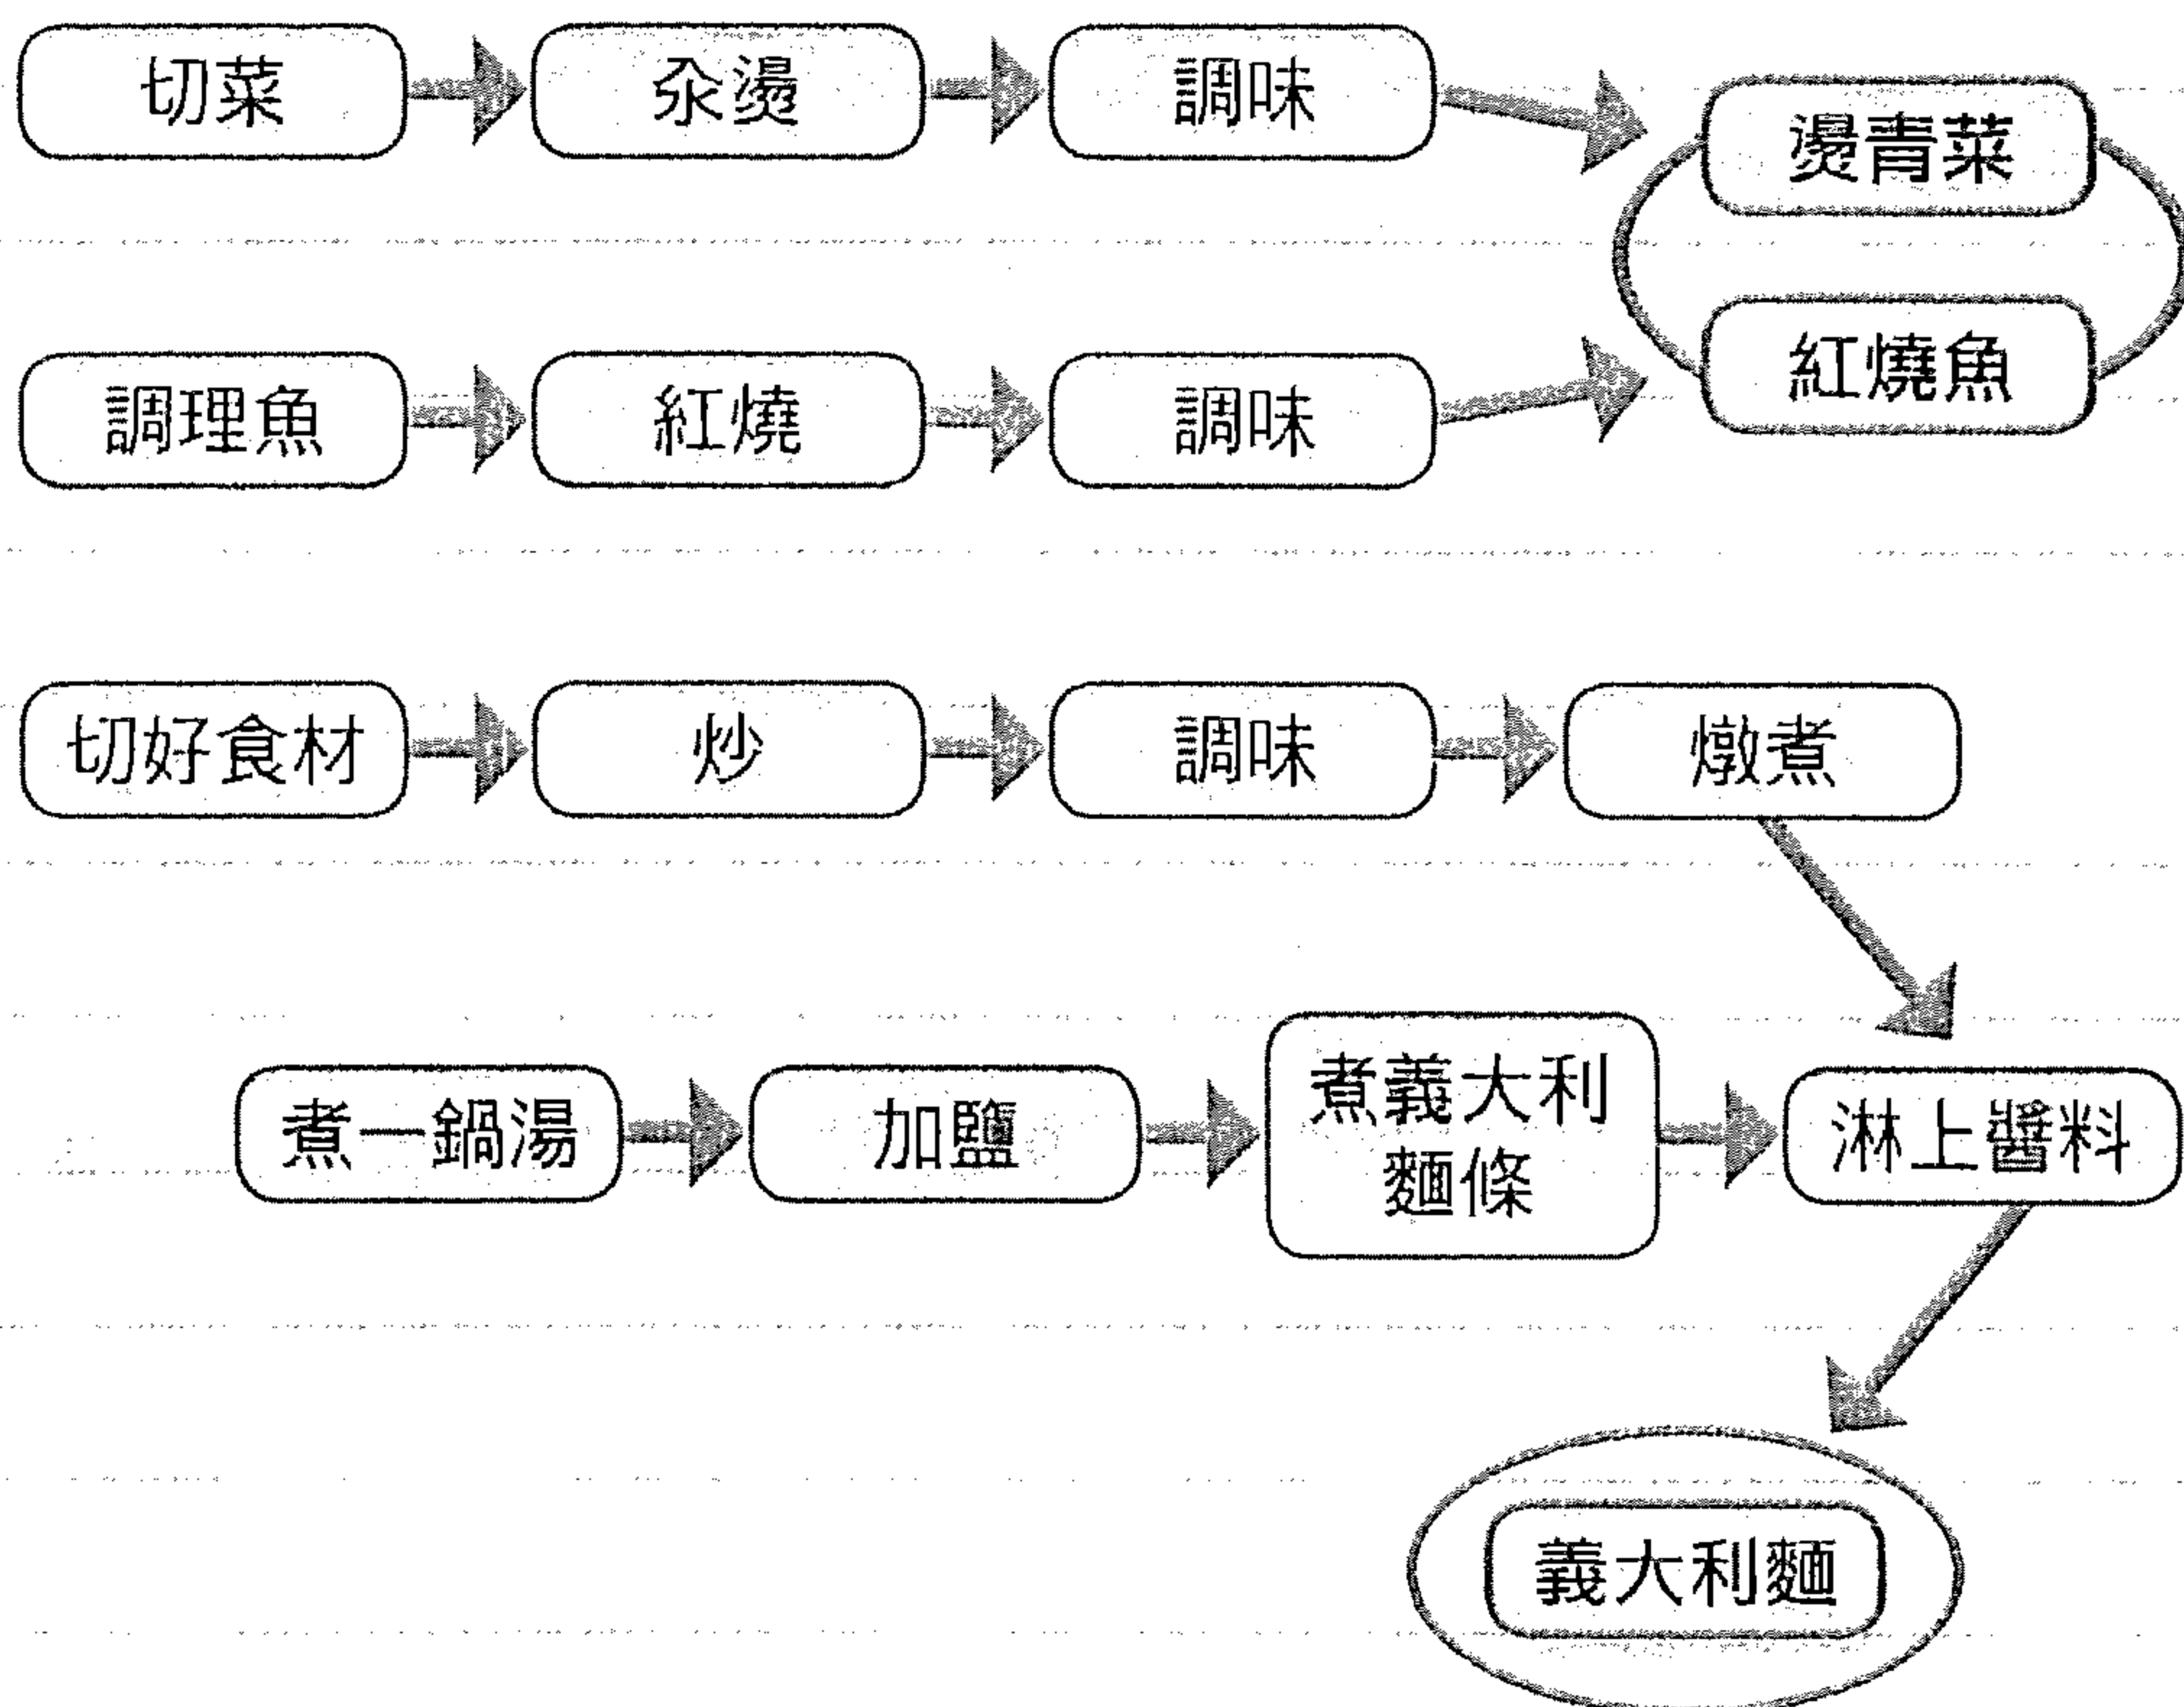 切菜
汆燙
調味
燙青菜
調理魚
紅燒
調味
紅燒魚
切好食材
炒
調味
燉煮
煮一鍋湯
加鹽
煮義大利
麵條
淋上醬料
義大利麵